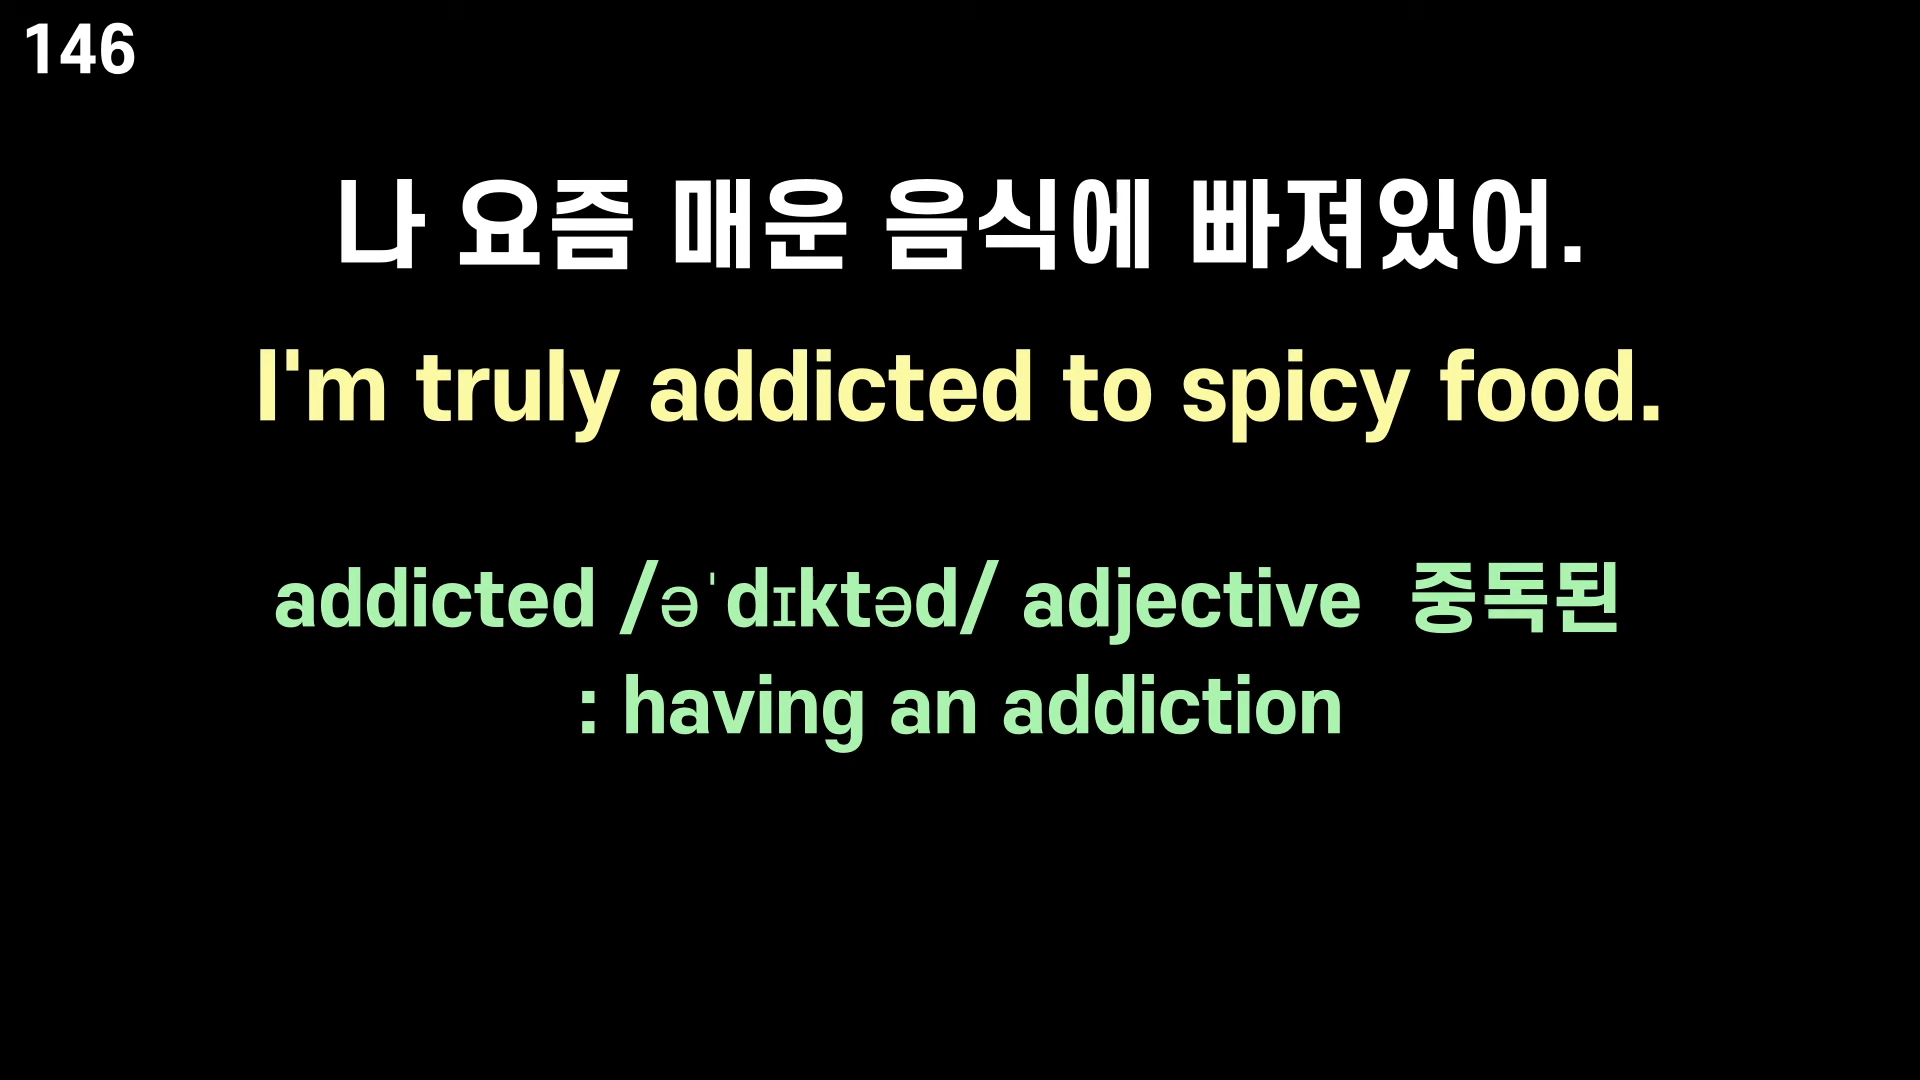 146
나 요즘 매운 음식에 빠져있어.
I'm truly addicted to spicy food.
addicted /əˈdɪktəd/ adjective 중독된
: having an addiction